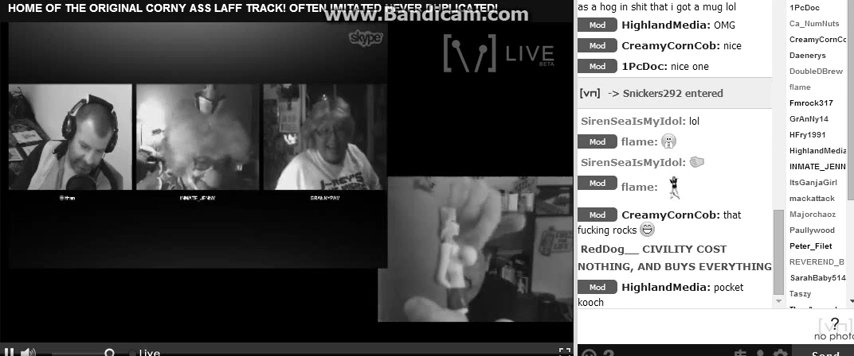 HOME OF THE ORIGINAL CORNY ASS LAFF TRACK! OFTEN IMITATED NEVER DUPLICATED!
www.Bandicam.com
skype
[V] LIVE
BETA
INMATE_JENW
Live
as a hog in shit that i got a mug lol
Mod HighlandMedia: OMG
Mod CreamyCornCob: nice
Mod 1PcDoc: nice one
[vn] -> Snickers292 entered
SirenSeaIsMyIdol: lol
Mod flame:
SirenSeaIsMyIdol:
Mod flame:
Mod CreamyCornCob: that
fucking rocks
RedDog__ CIVILITY COST
NOTHING, AND BUYS EVERYTHING
Mod HighlandMedia: pocket
kooch
1PcDoc
Ca_NumNuts
CreamyCornCo
Daenerys
DoubleDBrew
flame
Fmrock317
GrAnNy14
HFry1991
HighlandMedia
INMATE_JENN
ItsGanjaGirl
mackattack
Majorchaoz
Paullywood
Peter_Filet
REVEREND_B
SarahBaby514
Taszy
?
[vn]
no photo
Send